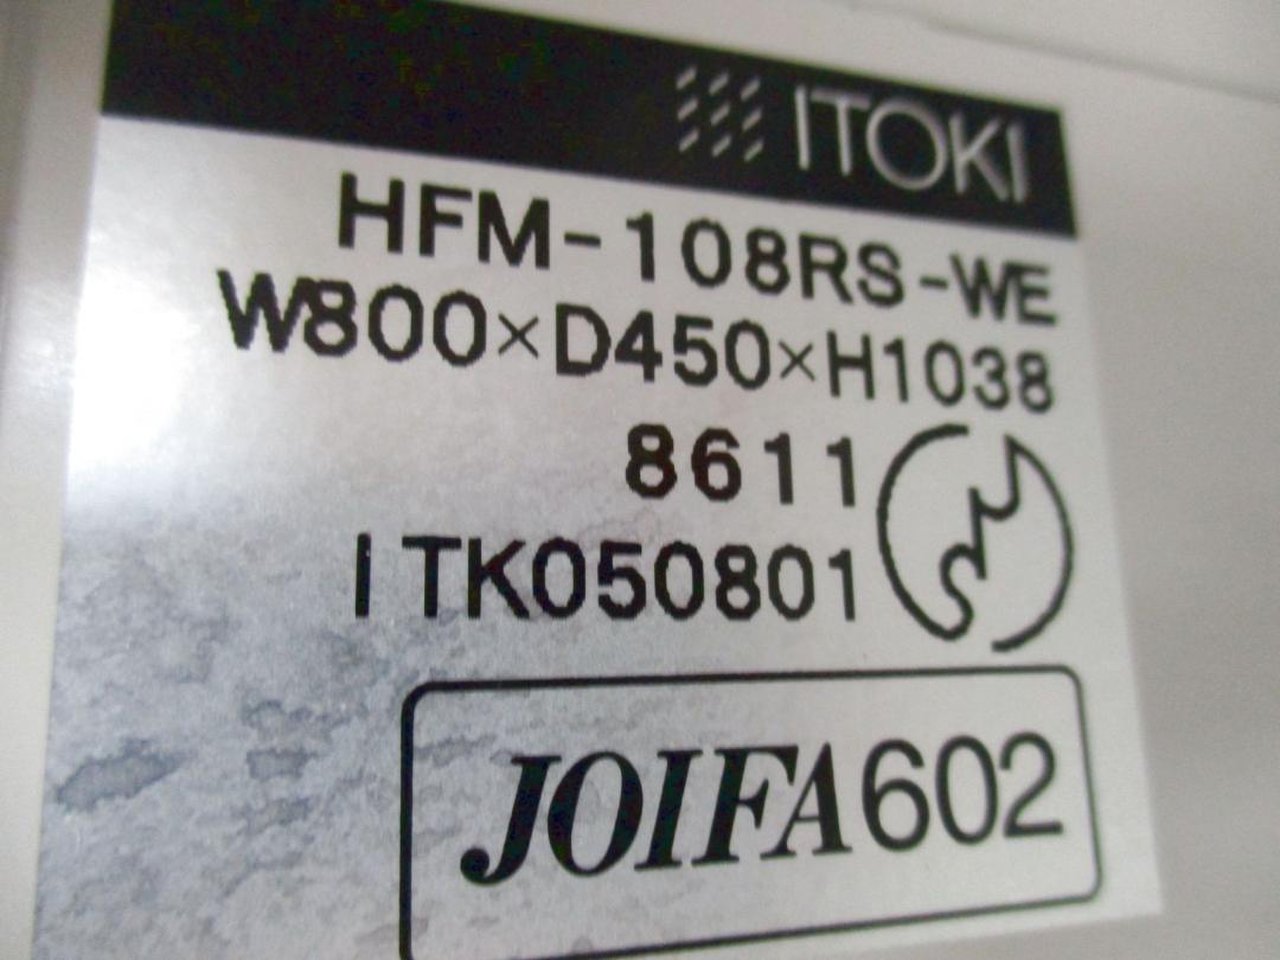 ITOKI
HFM-108RS-WE
W800×D450×H1038
8611
ITK050801
JOIFA602